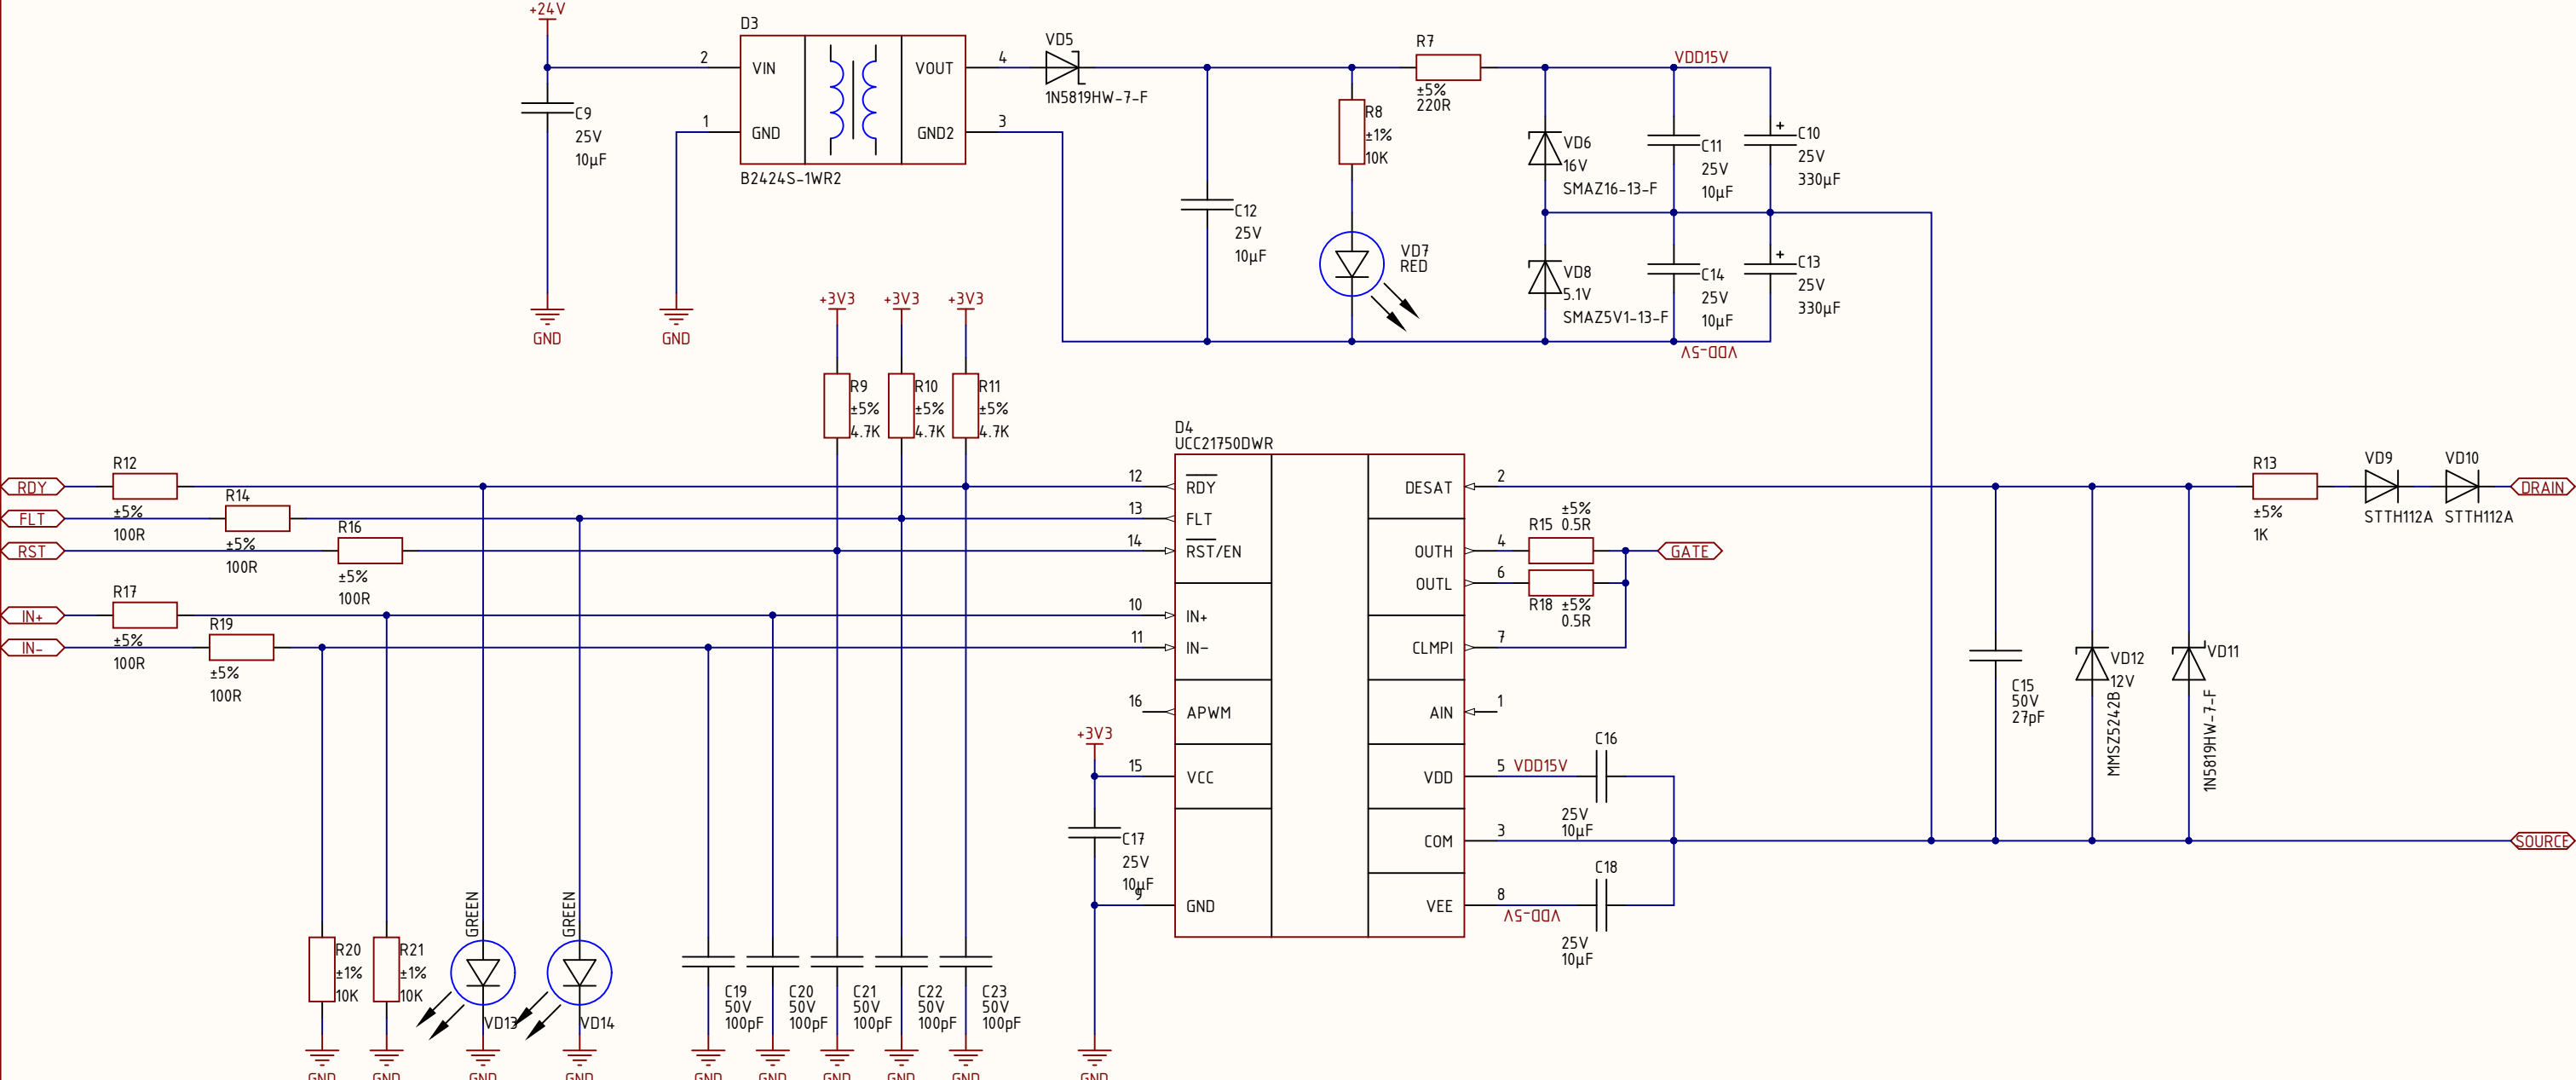 +24V
C9
25V
10µF
GND
D3
2
VIN
1
GND
VOUT
4
GND2
3
B2424S-1WR2
GND
VD5
1N5819HW-7-F
C12
25V
10µF
R8
±1%
10K
VD7
RED
R7
±5%
220R
VDD15V
VD6
16V
SMAZ16-13-F
C11
25V
10µF
C10
25V
330µF
VD8
5.1V
SMAZ5V1-13-F
C14
25V
10µF
C13
25V
330µF
VDD-5V
+3V3
+3V3
+3V3
R9
±5%
4.7K
R10
±5%
4.7K
R11
±5%
4.7K
RDY
R12
±5%
100R
FLT
R14
±5%
100R
RST
R16
±5%
100R
IN+
R17
±5%
100R
IN-
R19
±5%
100R
D4
UCC21750DWR
12
RDY
13
FLT
14
RST/EN
10
IN+
11
IN-
16
APWM
15
VCC
9
GND
DESAT
2
OUTH
4
OUTL
6
CLMPI
7
AIN
1
VDD
5
VDD15V
COM
3
VEE
8
VDD-5V
±5%
R15 0.5R
R18 ±5%
0.5R
GATE
C16
25V
10µF
C18
25V
10µF
+3V3
C17
25V
10µF
GND
R13
±5%
1K
VD9
STTH112A
VD10
STTH112A
DRAIN
C15
50V
27pF
VD12
12V
MMSZ5242B
VD11
1N5819HW-7-F
SOURCE
R20
±1%
10K
GND
R21
±1%
10K
GND
GREEN
VD13
GND
GREEN
VD14
GND
C19
50V
100pF
GND
C20
50V
100pF
GND
C21
50V
100pF
GND
C22
50V
100pF
GND
C23
50V
100pF
GND